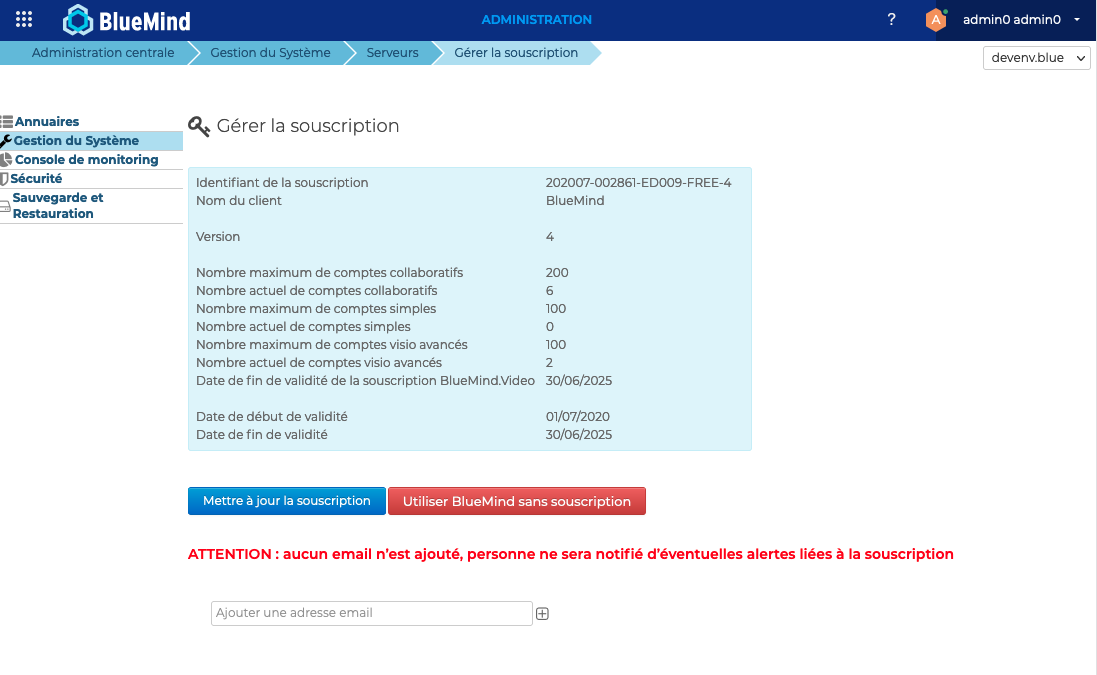 BlueMind
ADMINISTRATION
?
A
admin0 admin0
Administration centrale
Gestion du Système
Serveurs
Gérer la souscription
devenv.blue
Annuaires
Gestion du Système
Console de monitoring
Sécurité
Sauvegarde et
Restauration
Gérer la souscription
Identifiant de la souscription 202007-002861-ED009-FREE-4
Nom du client BlueMind
Version 4
Nombre maximum de comptes collaboratifs 200
Nombre actuel de comptes collaboratifs 6
Nombre maximum de comptes simples 100
Nombre actuel de comptes simples 0
Nombre maximum de comptes visio avancés 100
Nombre actuel de comptes visio avancés 2
Date de fin de validité de la souscription BlueMind.Video 30/06/2025
Date de début de validité 01/07/2020
Date de fin de validité 30/06/2025
Mettre à jour la souscription
Utiliser BlueMind sans souscription
ATTENTION : aucun email n’est ajouté, personne ne sera notifié d’éventuelles alertes liées à la souscription
Ajouter une adresse email